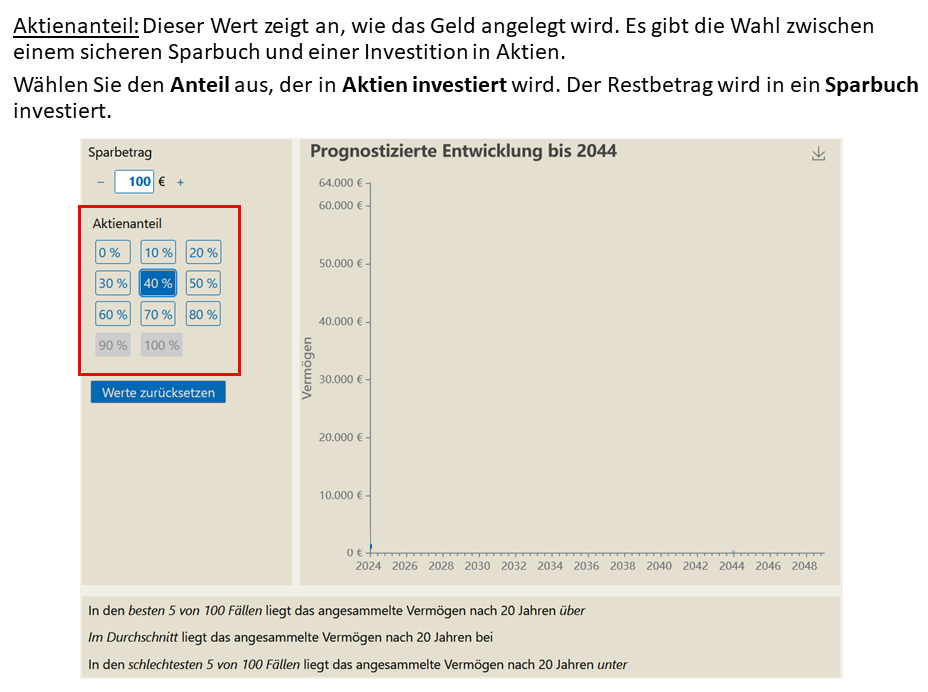 Aktienanteil: Dieser Wert zeigt an, wie das Geld angelegt wird. Es gibt die Wahl zwischen
einem sicheren Sparbuch und einer Investition in Aktien.
Wählen Sie den Anteil aus, der in Aktien investiert wird. Der Restbetrag wird in ein Sparbuch
investiert.
Sparbetrag
− 100 € +
Aktienanteil
0 % 10 % 20 %
30 % 40 % 50 %
60 % 70 % 80 %
90 % 100 %
Werte zurücksetzen
Prognostizierte Entwicklung bis 2044
64.000 €
60.000 €
50.000 €
40.000 €
30.000 €
20.000 €
10.000 €
0 €
Vermögen
2024 2026 2028 2030 2032 2034 2036 2038 2040 2042 2044 2046 2048
In den besten 5 von 100 Fällen liegt das angesammelte Vermögen nach 20 Jahren über
Im Durchschnitt liegt das angesammelte Vermögen nach 20 Jahren bei
In den schlechtesten 5 von 100 Fällen liegt das angesammelte Vermögen nach 20 Jahren unter